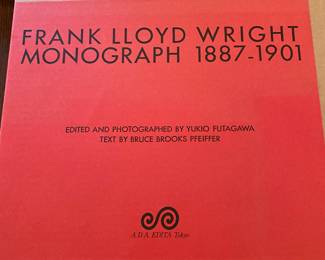 FRANK LLOYD WRIGHT
MONOGRAPH 1887-1901
EDITED AND PHOTOGRAPHED BY YUKIO FUTAGAWA
TEXT BY BRUCE BROOKS PFEIFFER
A.D.A. EDITA Tokyo